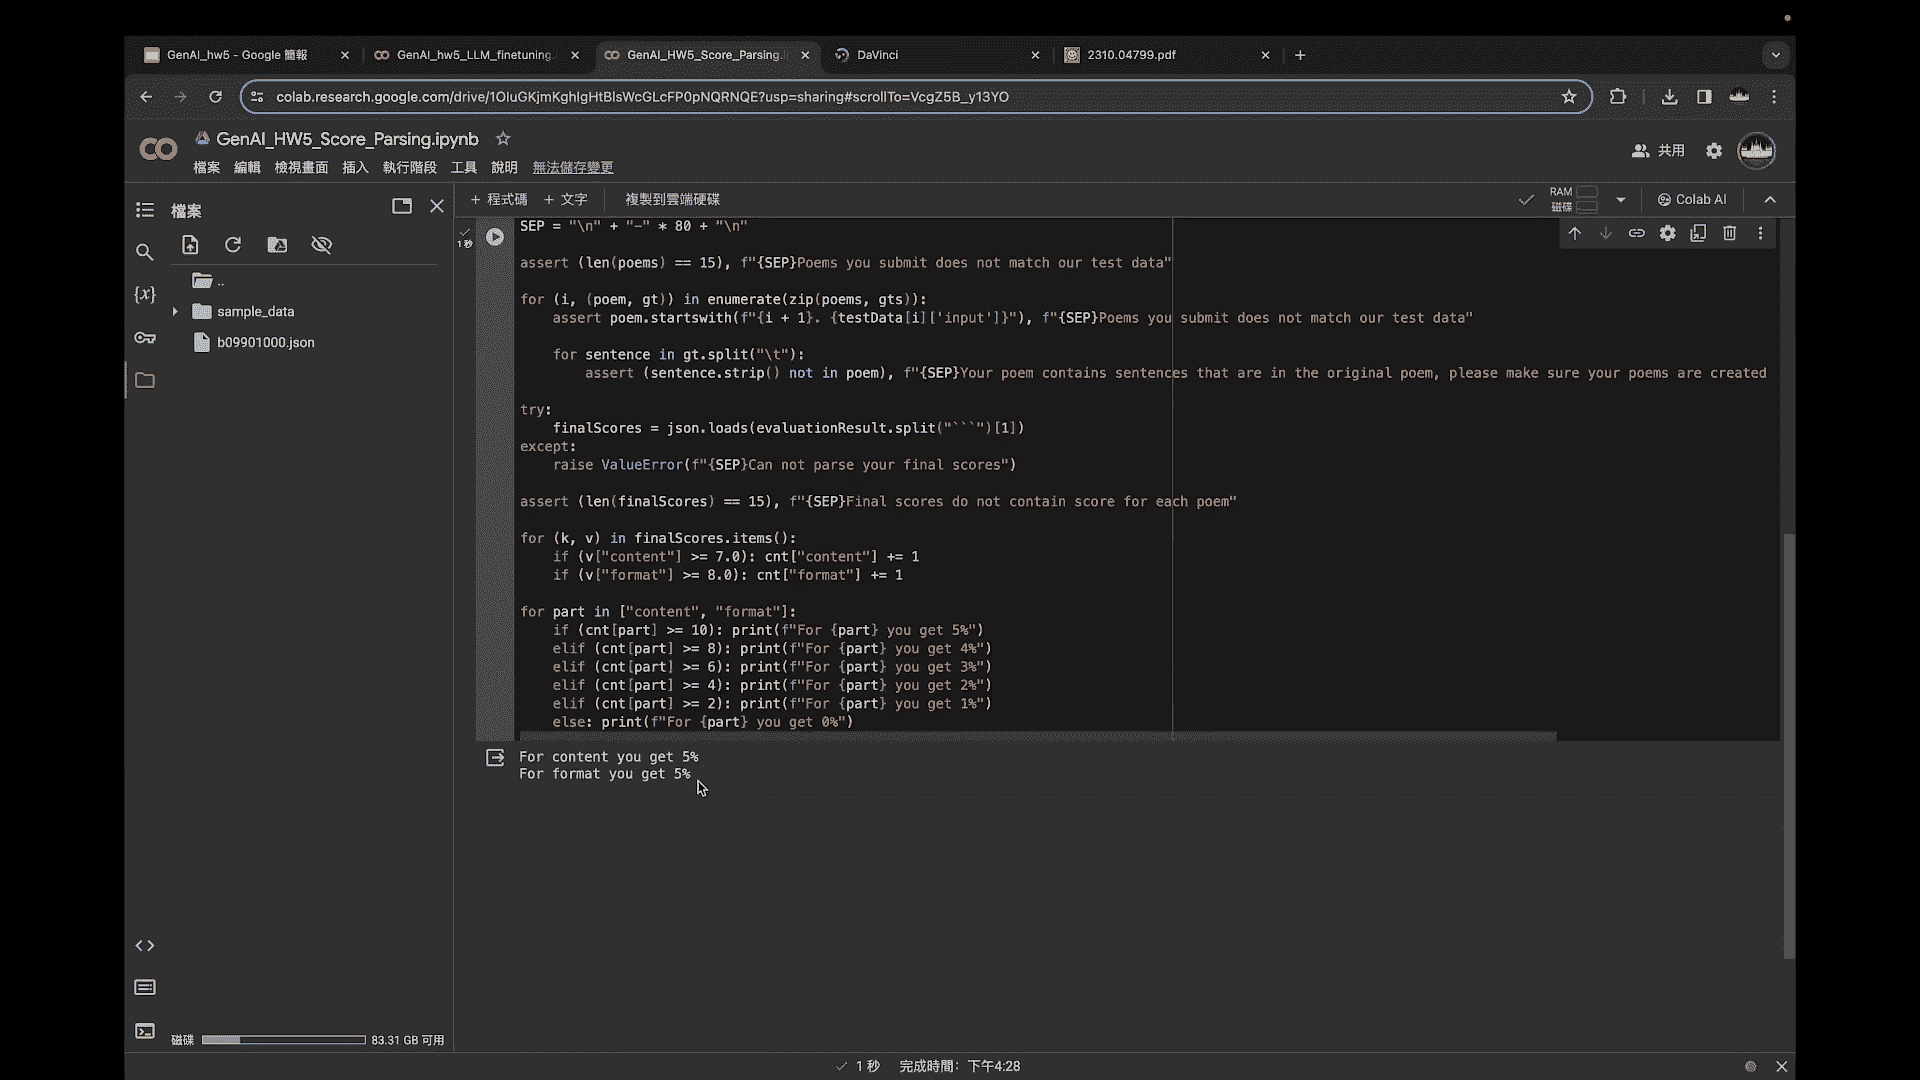 GenAI_hw5 - Google 簡報
GenAI_hw5_LLM_finetuning.
GenAI_HW5_Score_Parsing.i
DaVinci
2310.04799.pdf
colab.research.google.com/drive/1OIuGKjmKghIgHtBlsWcGLcFP0pNQRNQE?usp=sharing#scrollTo=VcgZ5B_y13YO
GenAI_HW5_Score_Parsing.ipynb
檔案 編輯 檢視畫面 插入 執行階段 工具 說明 無法儲存變更
共用
檔案
+ 程式碼 + 文字 複製到雲端硬碟
RAM
磁碟
Colab AI
..
sample_data
b09901000.json
1 秒
SEP = "\n" + "-" * 80 + "\n"
assert (len(poems) == 15), f"{SEP}Poems you submit does not match our test data"
for (i, (poem, gt)) in enumerate(zip(poems, gts)):
assert poem.startswith(f"{i + 1}. {testData[i]['input']}"), f"{SEP}Poems you submit does not match our test data"
for sentence in gt.split("\t"):
assert (sentence.strip() not in poem), f"{SEP}Your poem contains sentences that are in the original poem, please make sure your poems are created
try:
finalScores = json.loads(evaluationResult.split("```")[1])
except:
raise ValueError(f"{SEP}Can not parse your final scores")
assert (len(finalScores) == 15), f"{SEP}Final scores do not contain score for each poem"
for (k, v) in finalScores.items():
if (v["content"] >= 7.0): cnt["content"] += 1
if (v["format"] >= 8.0): cnt["format"] += 1
for part in ["content", "format"]:
if (cnt[part] >= 10): print(f"For {part} you get 5%")
elif (cnt[part] >= 8): print(f"For {part} you get 4%")
elif (cnt[part] >= 6): print(f"For {part} you get 3%")
elif (cnt[part] >= 4): print(f"For {part} you get 2%")
elif (cnt[part] >= 2): print(f"For {part} you get 1%")
else: print(f"For {part} you get 0%")
For content you get 5%
For format you get 5%
磁碟 83.31 GB 可用
1 秒 完成時間：下午4:28